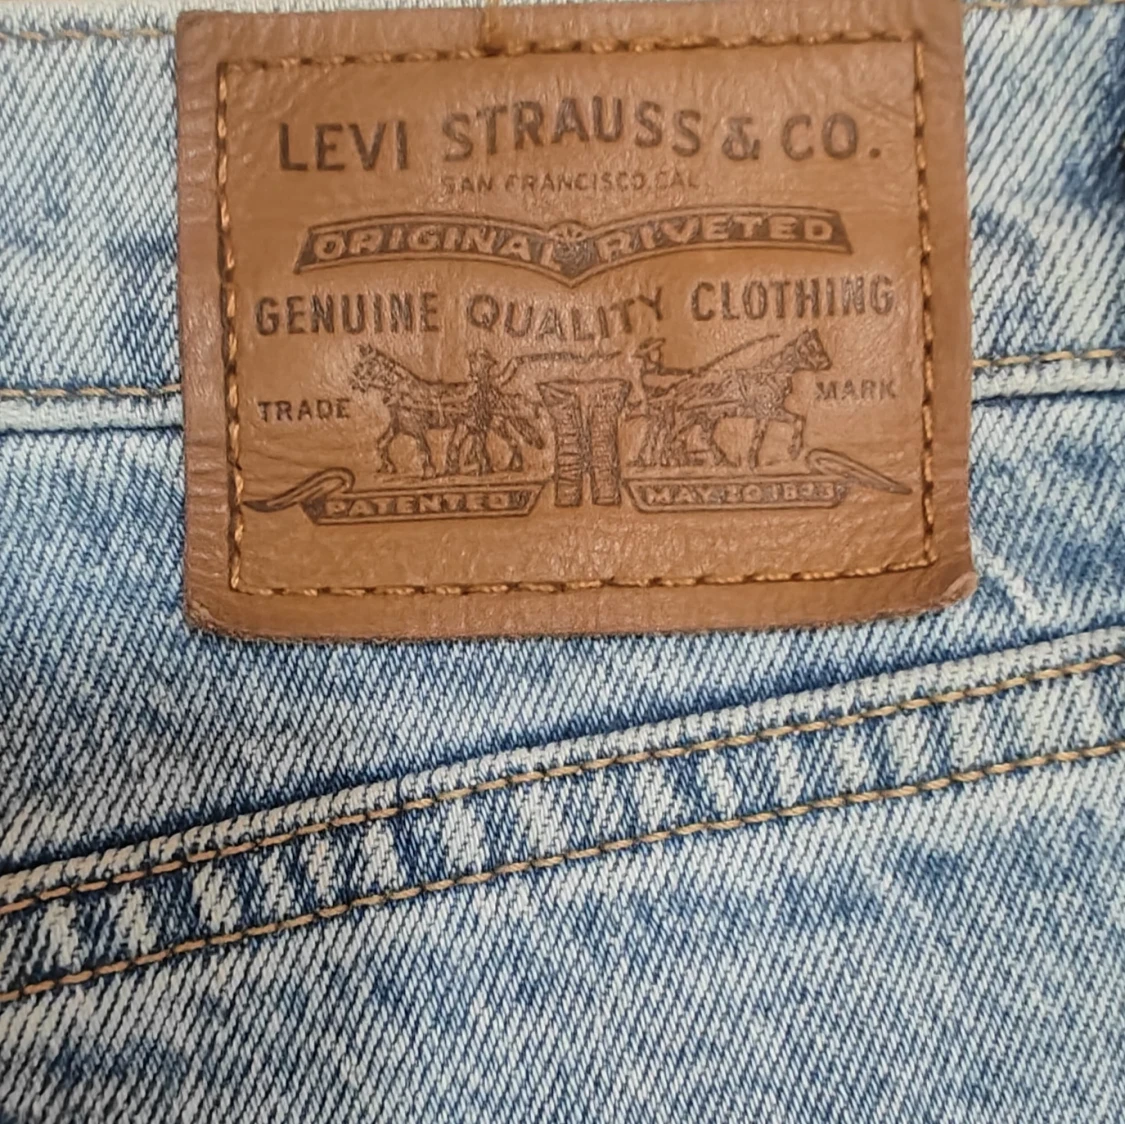 LEVI STRAUSS & CO.
SAN FRANCISCO, CAL.
ORIGINAL RIVETED
GENUINE QUALITY CLOTHING
TRADE MARK
PATENTED MAY 20 1873